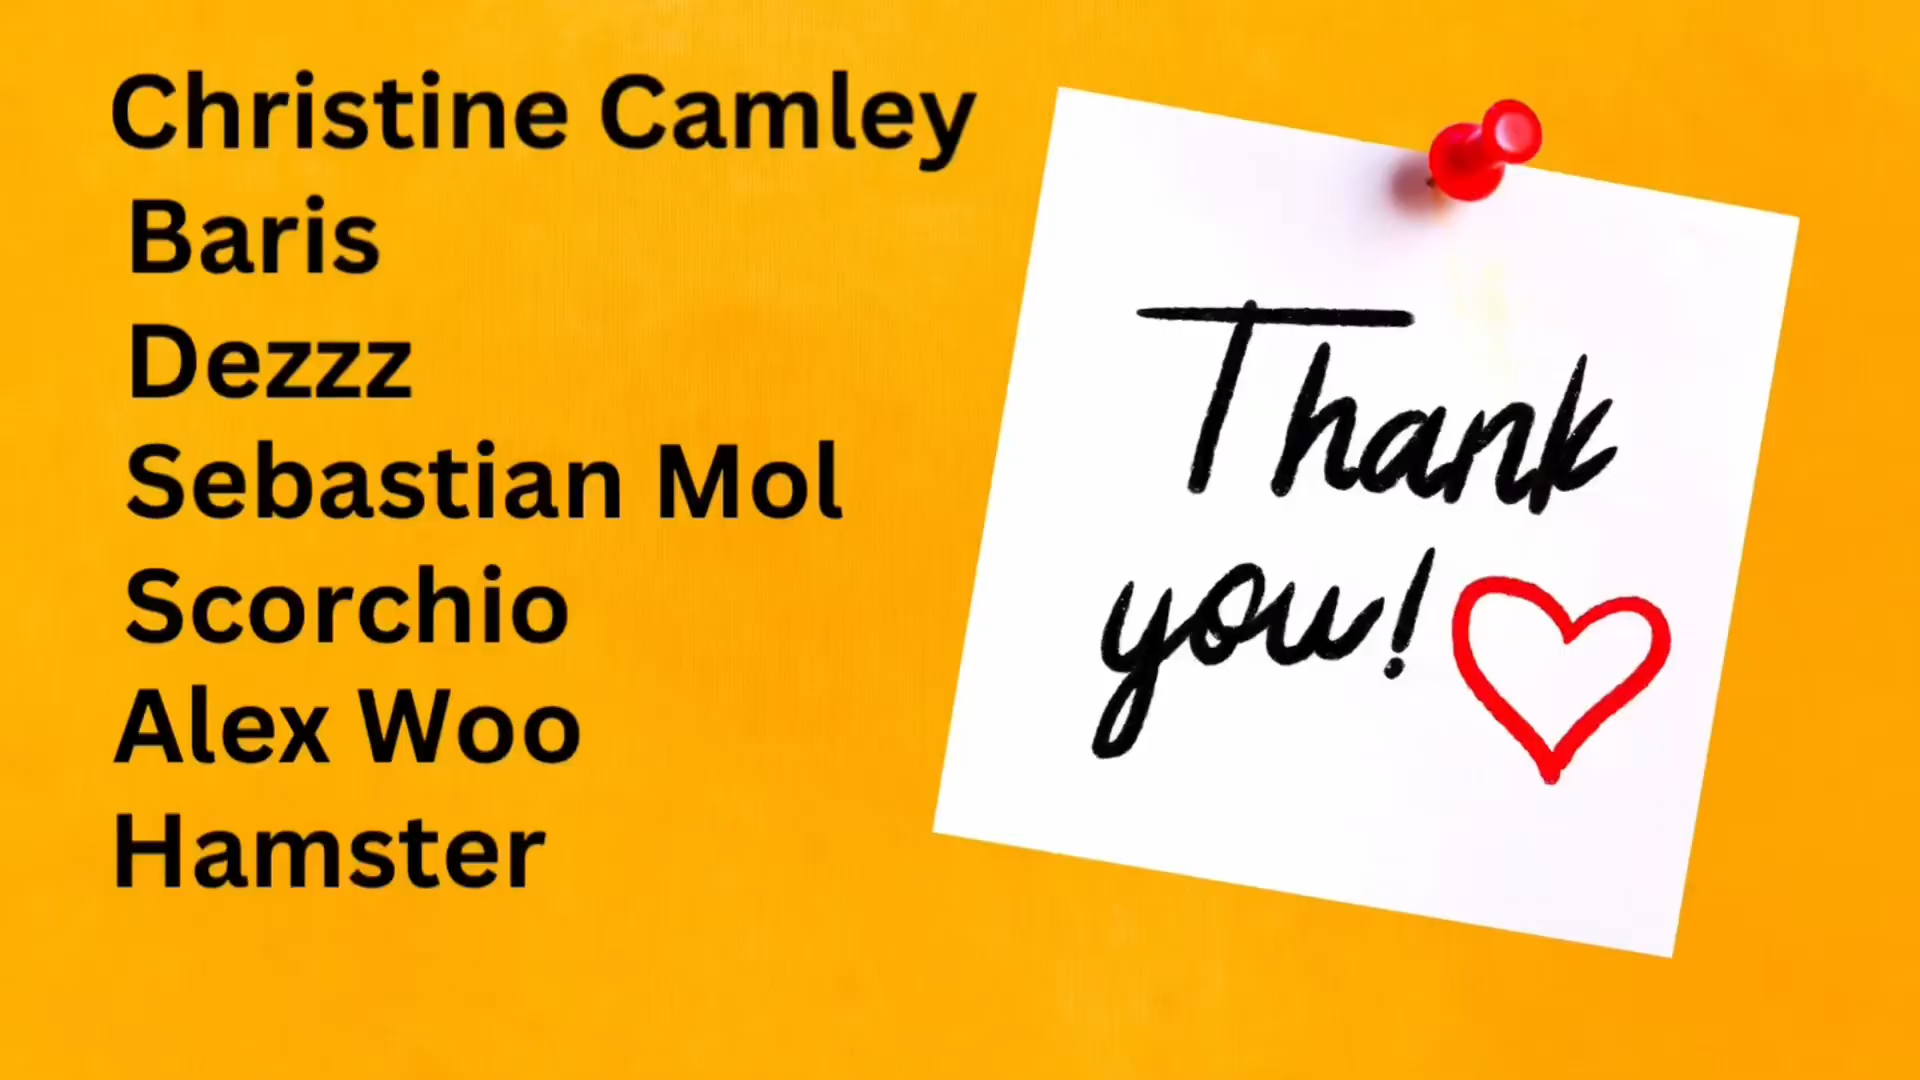 Christine Camley
Baris
Dezzz
Sebastian Mol
Scorchio
Alex Woo
Hamster
Thank
you!